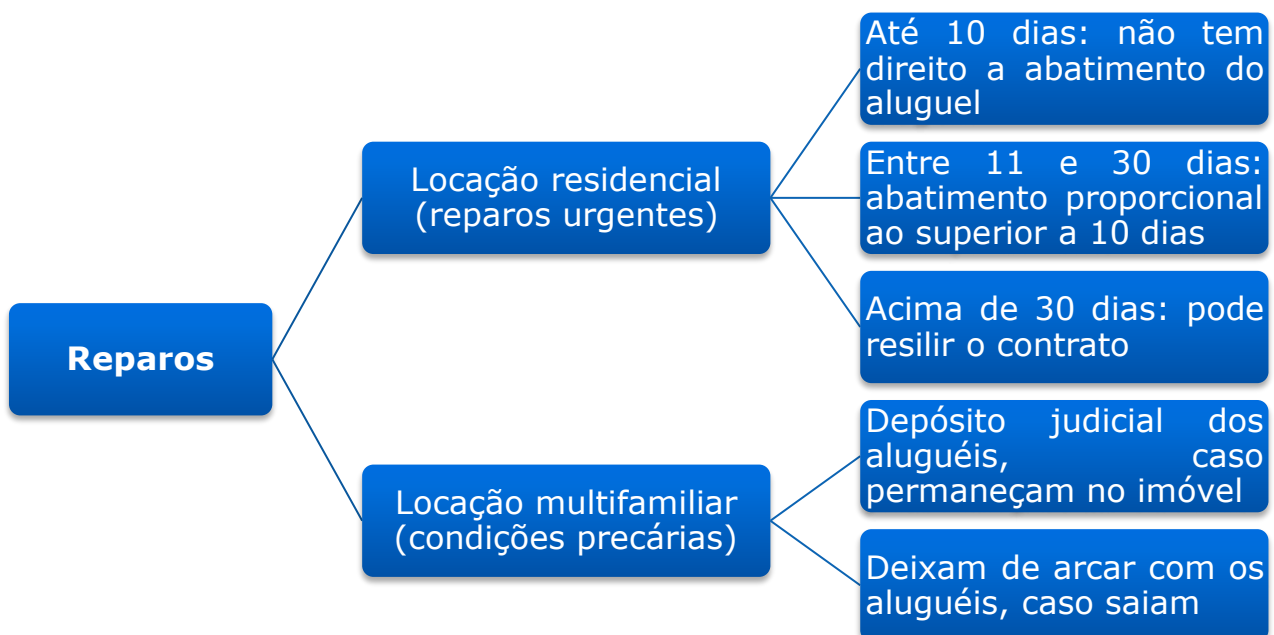 Reparos
Locação residencial
(reparos urgentes)
Até 10 dias: não tem
direito a abatimento do
aluguel
Entre 11 e 30 dias:
abatimento proporcional
ao superior a 10 dias
Acima de 30 dias: pode
resilir o contrato
Locação multifamiliar
(condições precárias)
Depósito judicial dos
aluguéis, caso
permaneçam no imóvel
Deixam de arcar com os
aluguéis, caso saiam